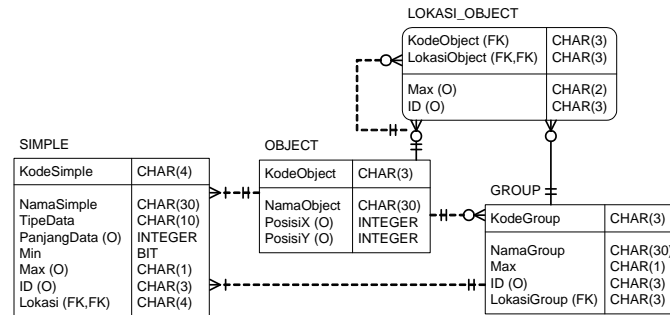 LOKASI_OBJECT
KodeObject (FK) CHAR(3)
LokasiObject (FK,FK) CHAR(3)
Max (O) CHAR(2)
ID (O) CHAR(3)
SIMPLE
KodeSimple CHAR(4)
NamaSimple CHAR(30)
TipeData CHAR(10)
PanjangData (O) INTEGER
Min BIT
Max (O) CHAR(1)
ID (O) CHAR(3)
Lokasi (FK,FK) CHAR(4)
OBJECT
KodeObject CHAR(3)
NamaObject CHAR(30)
PosisiX (O) INTEGER
PosisiY (O) INTEGER
GROUP
KodeGroup CHAR(3)
NamaGroup CHAR(30)
Max CHAR(1)
ID (O) CHAR(3)
LokasiGroup (FK) CHAR(3)